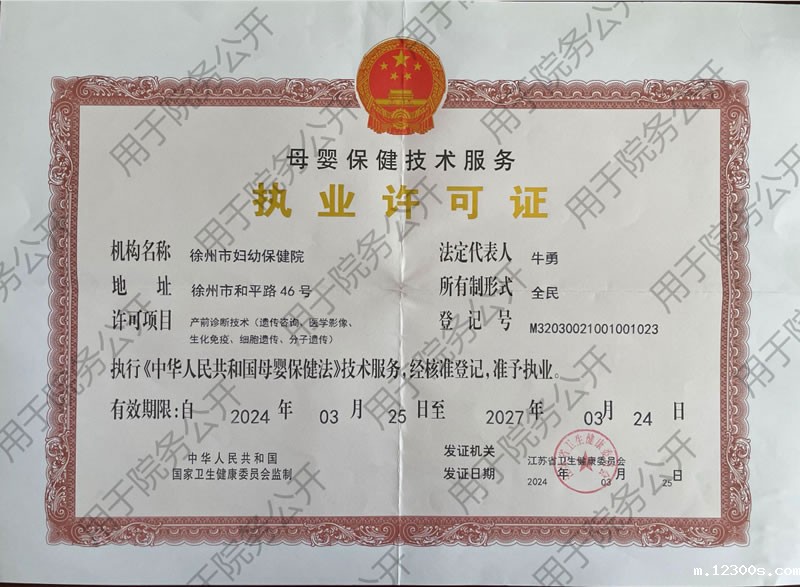 母婴保健技术服务
执业许可证
机构名称 徐州市妇幼保健院
法定代表人 牛勇
地 址 徐州市和平路46号
所有制形式 全民
许可项目 产前诊断技术(遗传咨询、医学影像、
生化免疫、细胞遗传、分子遗传)
登 记 号 M32030021001001023
执行《中华人民共和国母婴保健法》技术服务,经核准登记,准予执业。
有效期限:自 2024 年 03 月 25 日至 2027 年 03 月 24 日
中华人民共和国
国家卫生健康委员会监制
发证机关 江苏省卫生健康委员会
发证日期 2024 年 03 月 25 日
用于院务公开
m.12300s.com